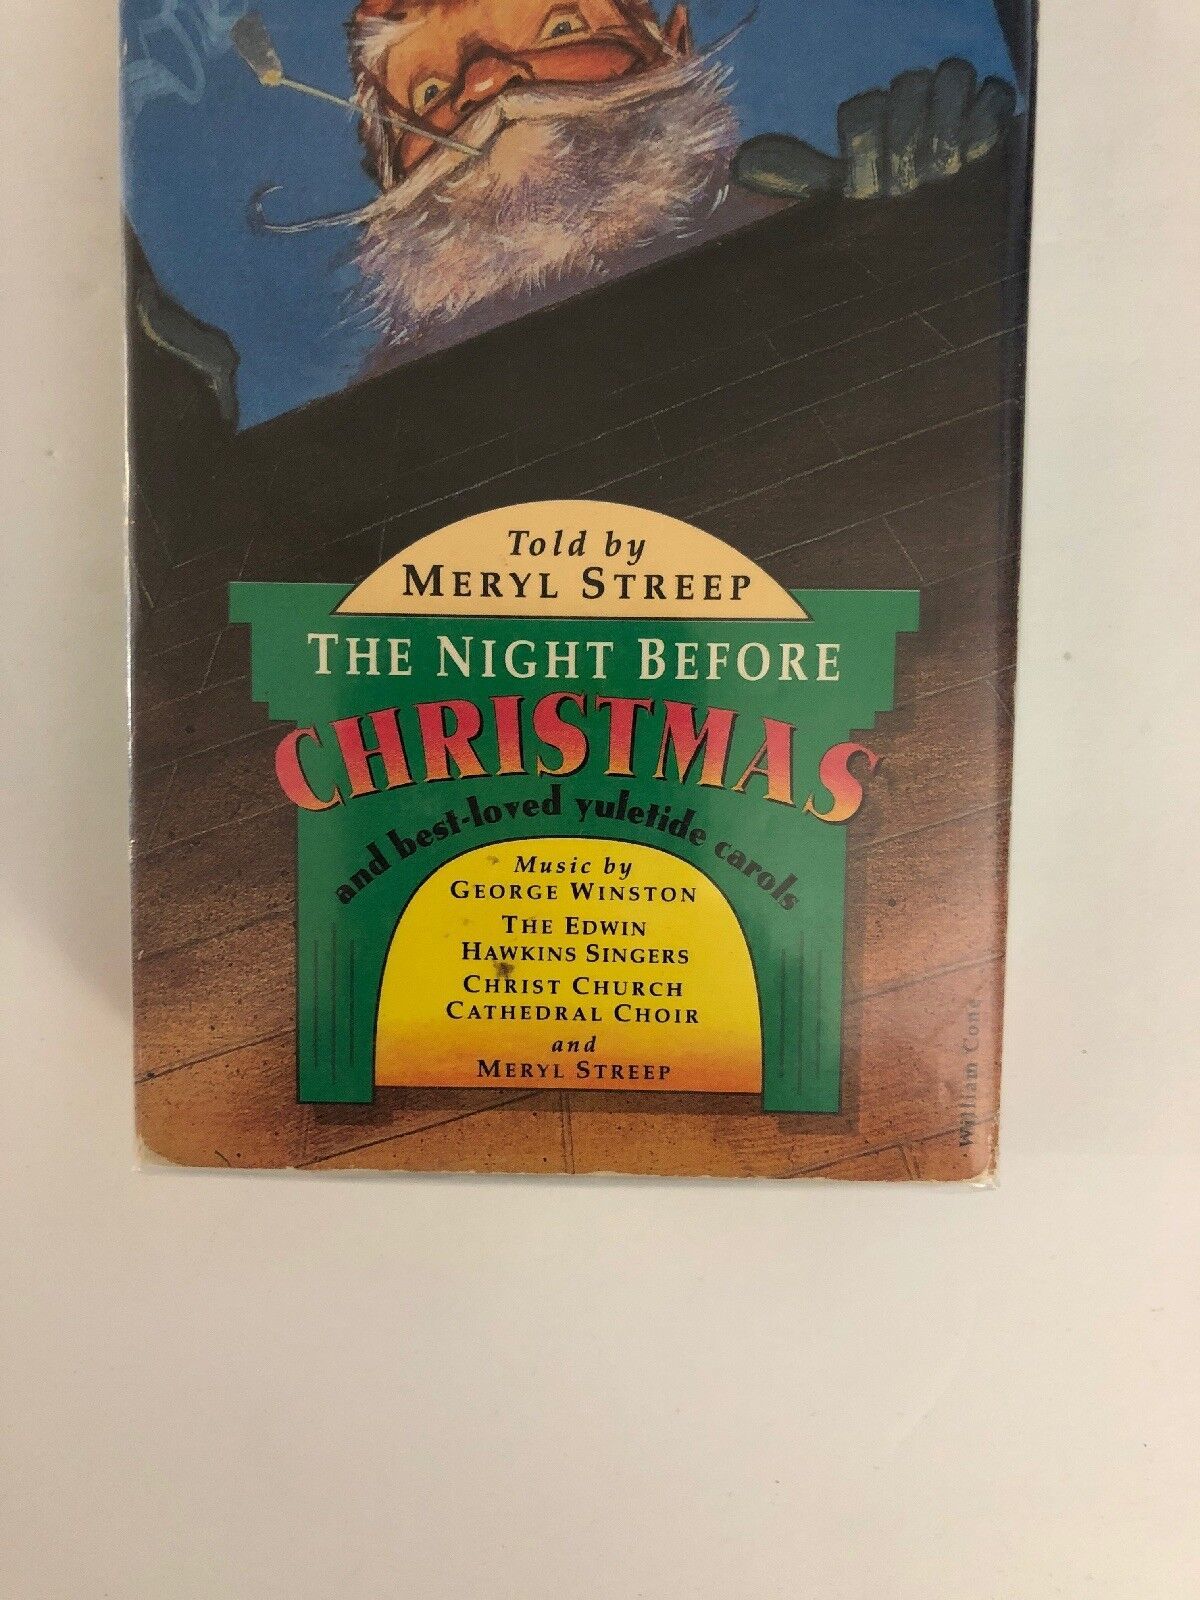 Told by
MERYL STREEP
THE NIGHT BEFORE
CHRISTMAS
and best-loved yuletide carols
Music by
GEORGE WINSTON
THE EDWIN
HAWKINS SINGERS
CHRIST CHURCH
CATHEDRAL CHOIR
and
MERYL STREEP
William Cone